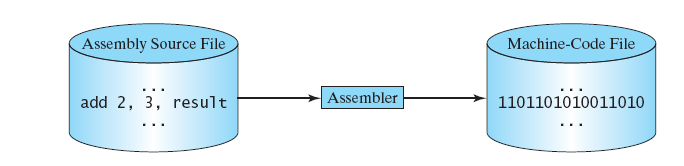 Assembly Source File
...
add 2, 3, result
...
Assembler
Machine-Code File
...
1101101010011010
...